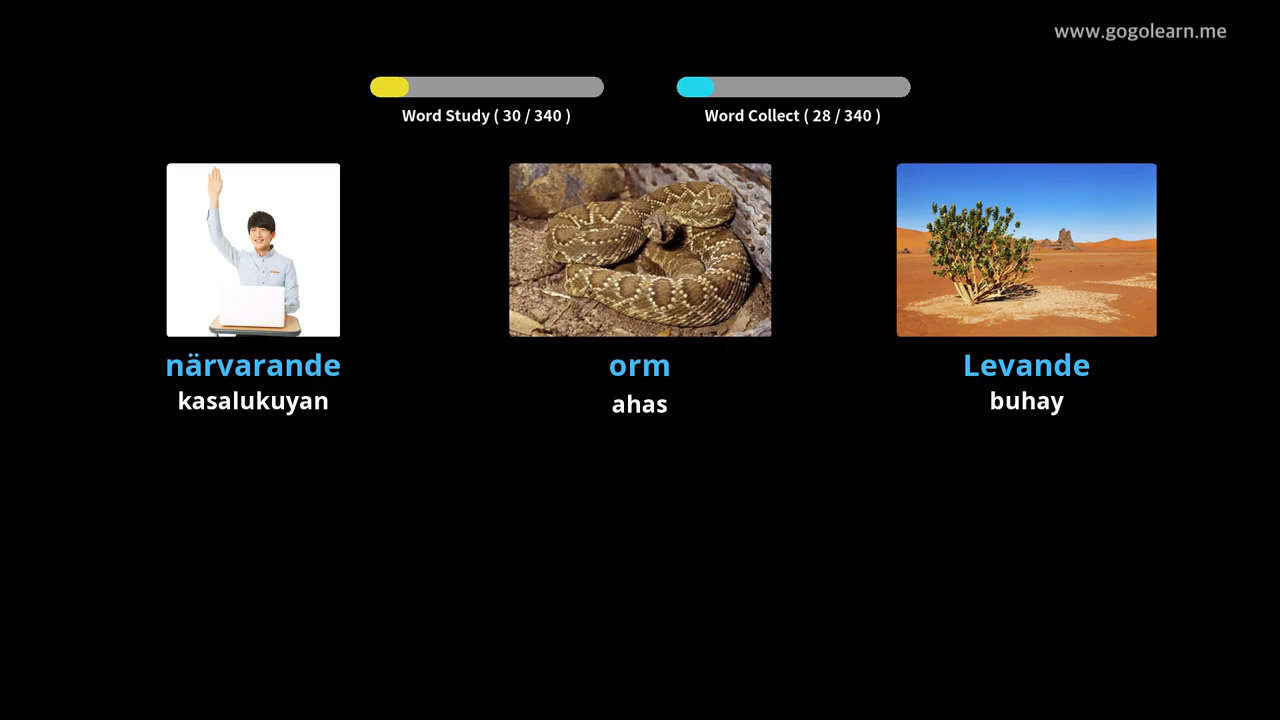 www.gogolearn.me
Word Study ( 30 / 340 )
Word Collect ( 28 / 340 )
närvarande
kasalukuyan
orm
ahas
Levande
buhay